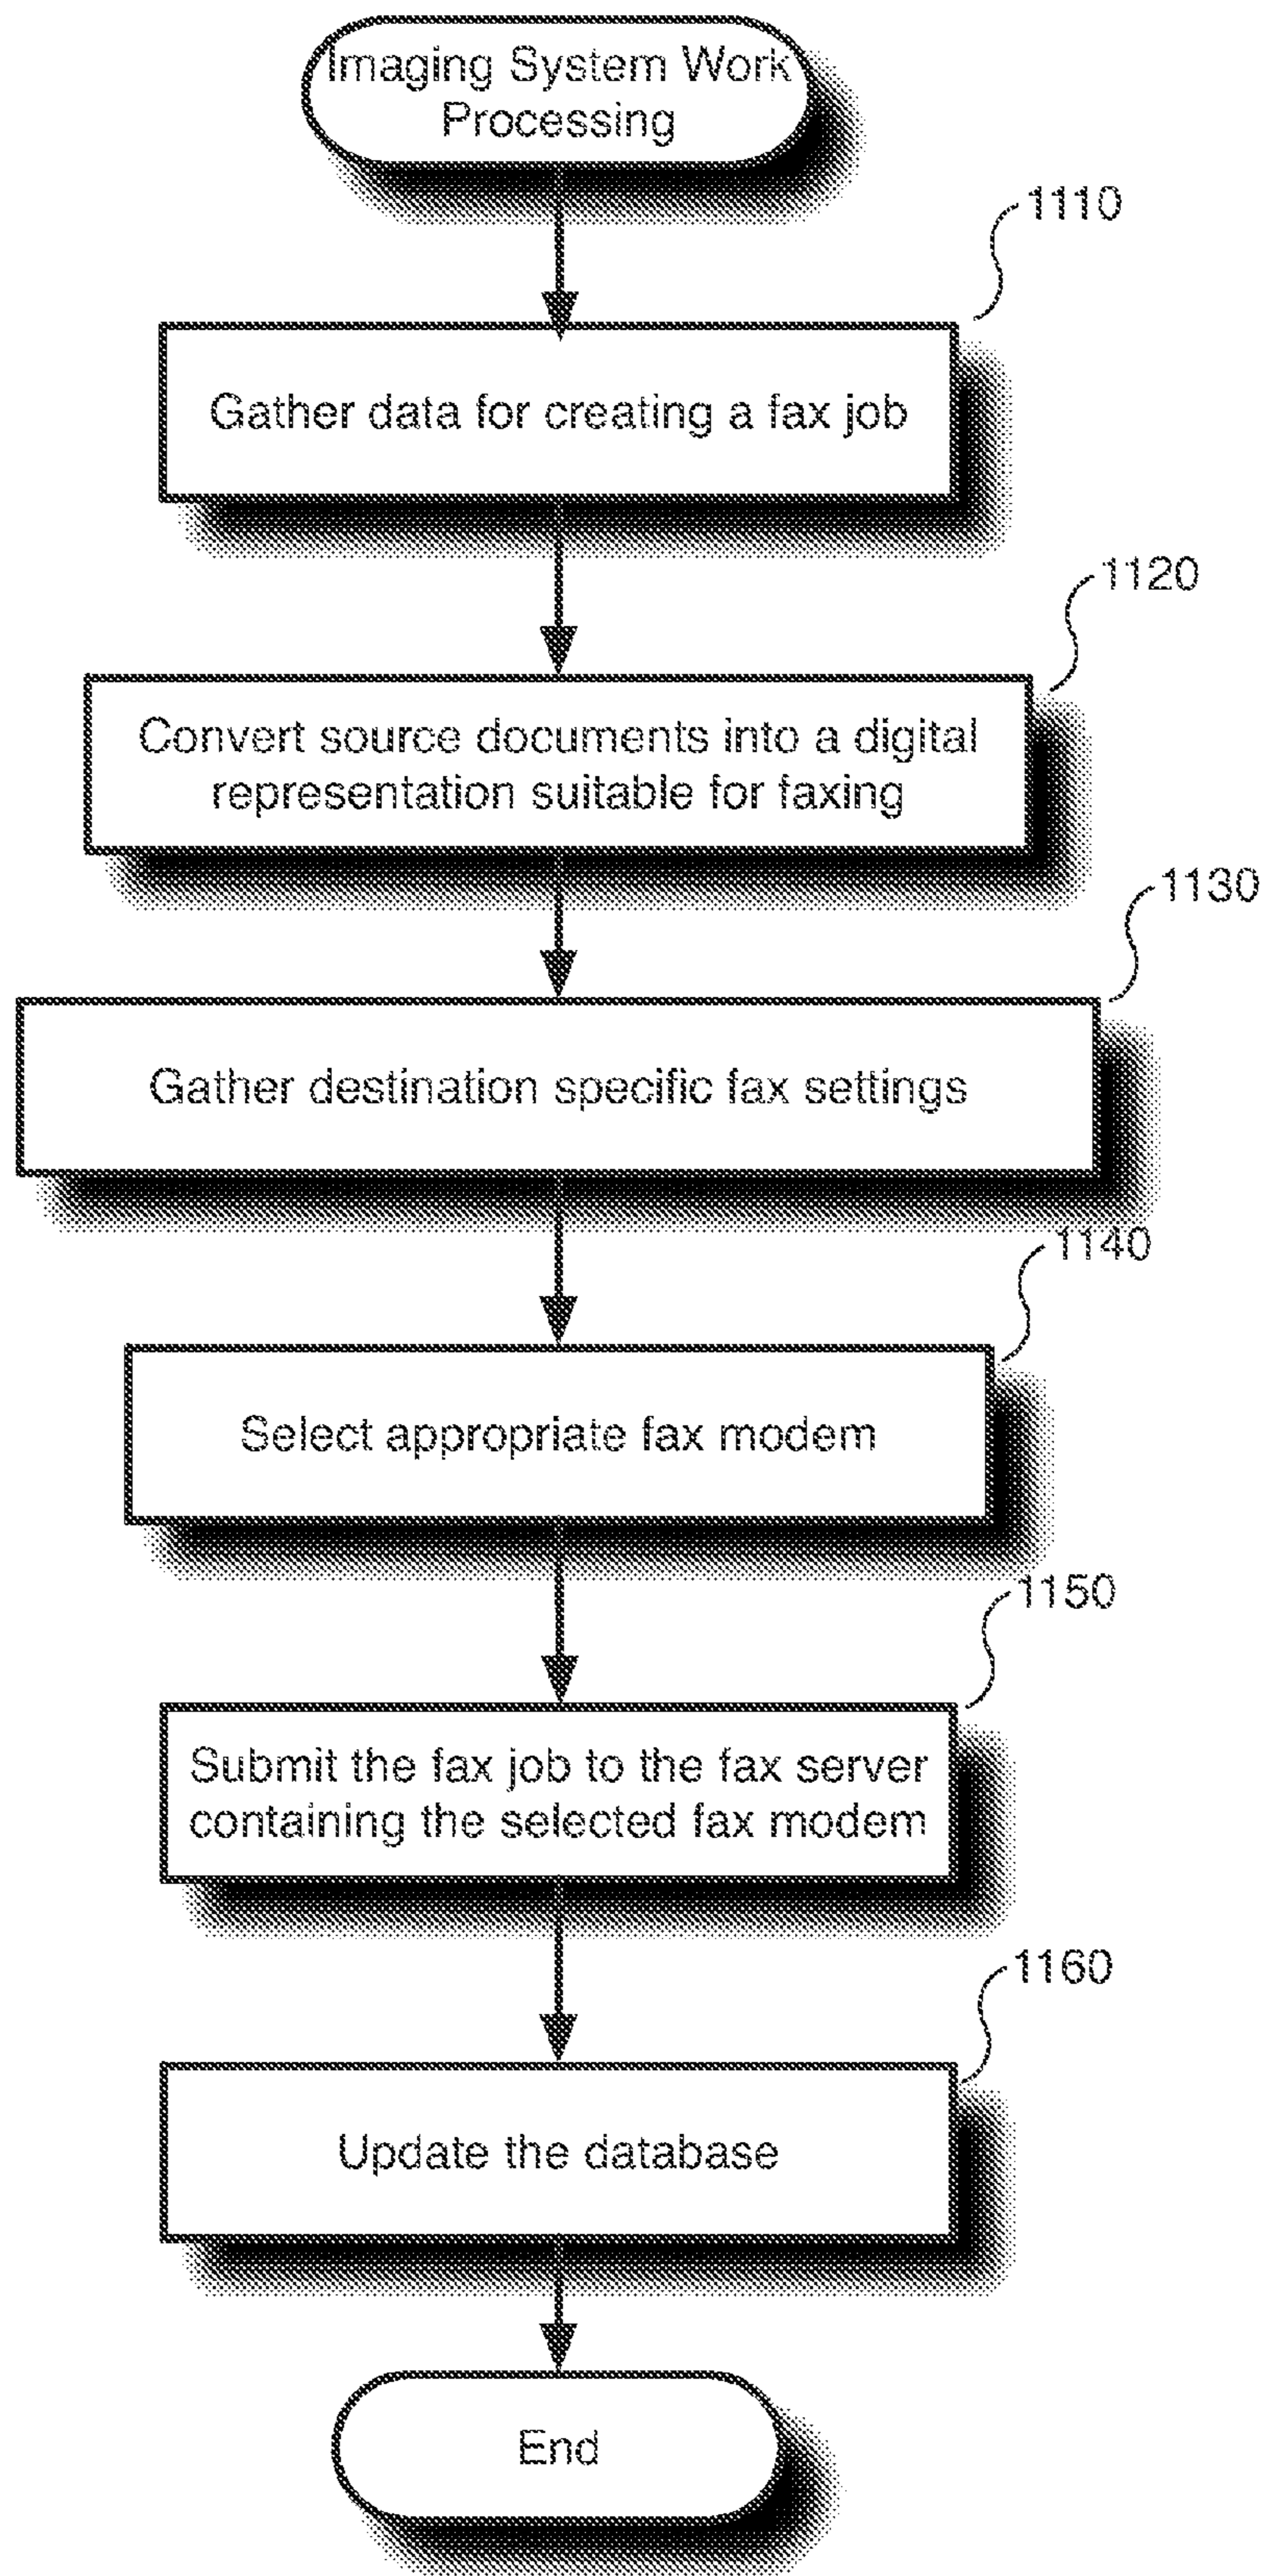 Imaging System Work
Processing
1110
Gather data for creating a fax job
1120
Convert source documents into a digital
representation suitable for faxing
1130
Gather destination specific fax settings
1140
Select appropriate fax modem
1150
Submit the fax job to the fax server
containing the selected fax modem
1160
Update the database
End